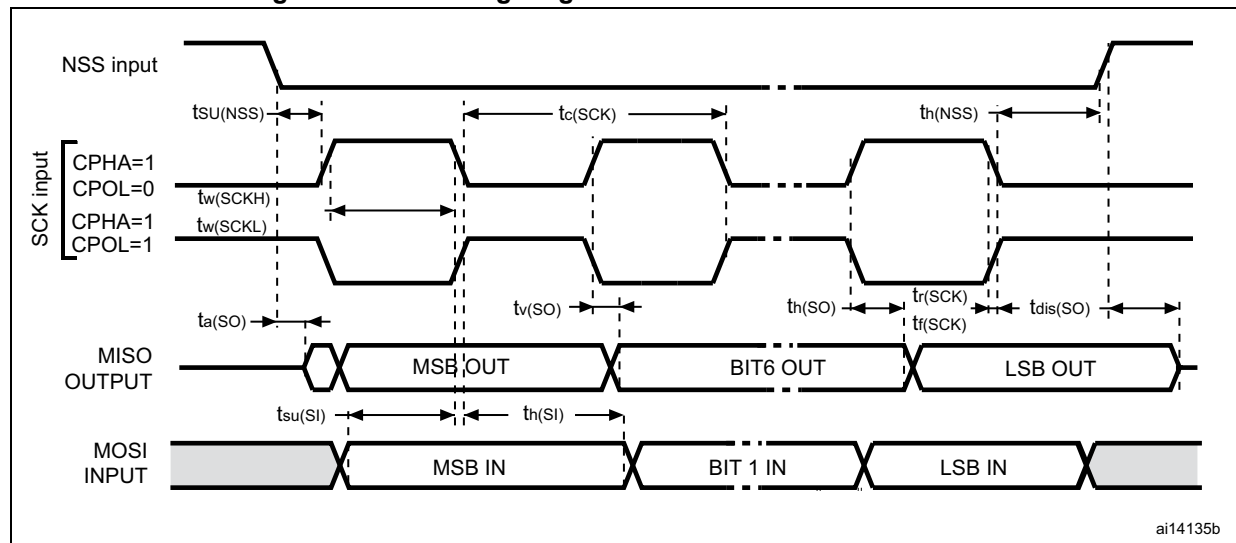 NSS input
tSU(NSS)
tc(SCK)
th(NSS)
SCK input
CPHA=1
CPOL=0
tw(SCKH)
CPHA=1
tw(SCKL)
CPOL=1
ta(SO)
tv(SO)
th(SO)
tr(SCK)
tf(SCK)
tdis(SO)
MISO
OUTPUT
MSB OUT
BIT6 OUT
LSB OUT
tsu(SI)
th(SI)
MOSI
INPUT
MSB IN
BIT 1 IN
LSB IN
ai14135b